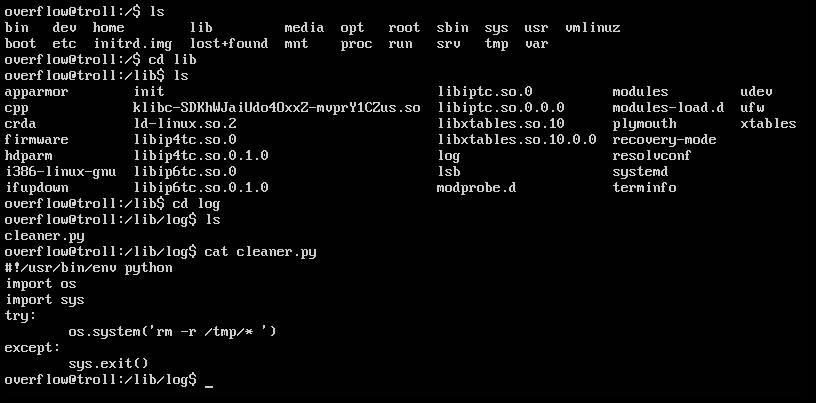 overflow@troll:/$ ls
bin   dev  home        lib         media  opt   root  sbin  sys  usr  vmlinuz
boot  etc  initrd.img  lost+found  mnt    proc  run   srv   tmp  var
overflow@troll:/$ cd lib
overflow@troll:/lib$ ls
apparmor         init                                   libiptc.so.0         modules         udev
cpp              klibc-SDKhWJaiUdo4OxxZ-mvprY1CZus.so   libiptc.so.0.0.0     modules-load.d  ufw
crda             ld-linux.so.2                          libxtables.so.10     plymouth        xtables
firmware         libip4tc.so.0                          libxtables.so.10.0.0 recovery-mode
hdparm           libip4tc.so.0.1.0                      log                  resolvconf
i386-linux-gnu   libip6tc.so.0                          lsb                  systemd
ifupdown         libip6tc.so.0.1.0                      modprobe.d           terminfo
overflow@troll:/lib$ cd log
overflow@troll:/lib/log$ ls
cleaner.py
overflow@troll:/lib/log$ cat cleaner.py
#!/usr/bin/env python
import os
import sys
try:
        os.system('rm -r /tmp/* ')
except:
        sys.exit()
overflow@troll:/lib/log$ _